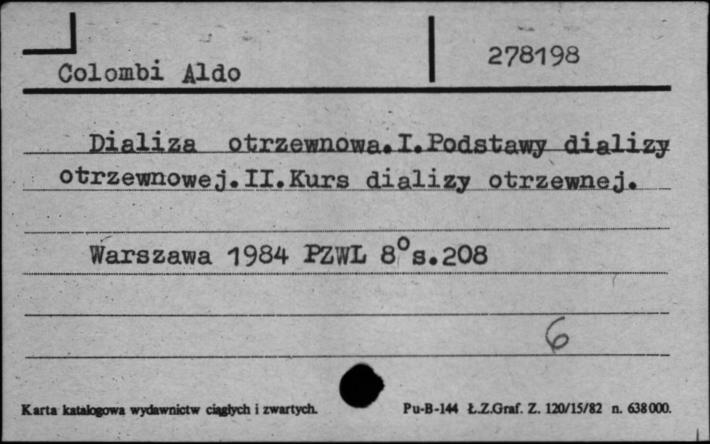 278198
Colombi Aldo
Dializa otrzewnowa.I.Podstawy dializy
otrzewnowej.II.Kurs dializy otrzewnej.
Warszawa 1984 PZWL 8° s.208
6
Karta katalogowa wydawnictw ciągłych i zwartych. Pu-B-144 Ł.Z.Graf. Z. 120/15/82 n. 638000.